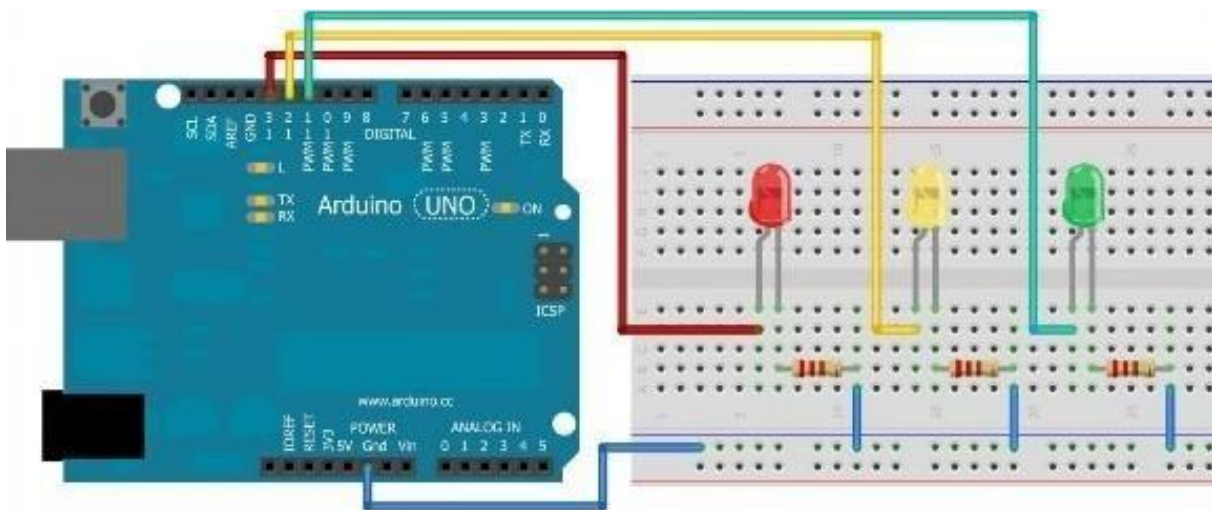 SCL
SDA
AREF
GND
13
12
PWM 11
PWM 10
PWM 9
8
DIGITAL
7
PWM 6
PWM 5
4
PWM 3
2
TX 1
RX 0
L
TX
RX
Arduino UNO
ON
1
ICSP
www.arduino.cc
POWER
ANALOG IN
IOREF
RESET
3V3
5V
Gnd
Vin
0 1 2 3 4 5